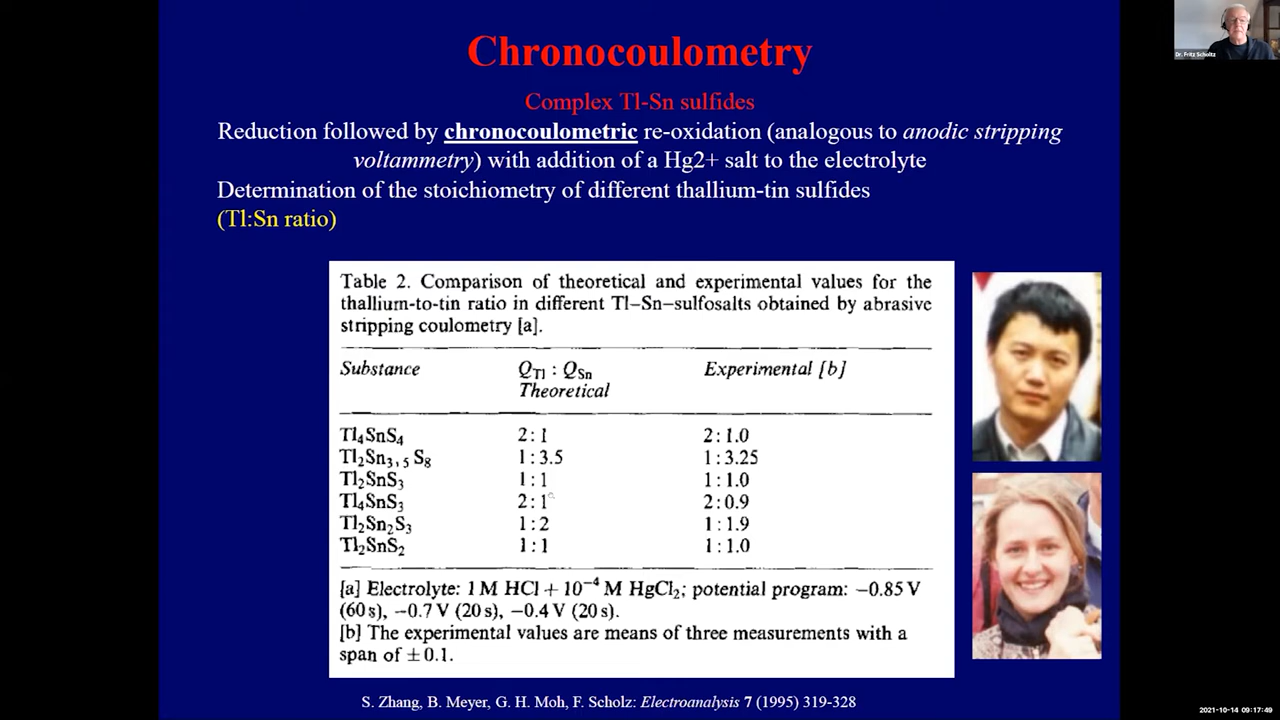 Chronocoulometry
Dr. Fritz Scholtz
Complex Tl-Sn sulfides
Reduction followed by chronocoulometric re-oxidation (analogous to anodic stripping
voltammetry) with addition of a Hg2+ salt to the electrolyte
Determination of the stoichiometry of different thallium-tin sulfides
(Tl:Sn ratio)
Table 2. Comparison of theoretical and experimental values for the
thallium-to-tin ratio in different Tl–Sn–sulfosalts obtained by abrasive
stripping coulometry [a].
Substance Q_Tl : Q_Sn Experimental [b]
Theoretical
Tl₄SnS₄ 2:1 2:1.0
Tl₂Sn₃,₅S₈ 1:3.5 1:3.25
Tl₂SnS₃ 1:1 1:1.0
Tl₄SnS₃ 2:1 2:0.9
Tl₂Sn₂S₃ 1:2 1:1.9
Tl₂SnS₂ 1:1 1:1.0
[a] Electrolyte: 1 M HCl + 10⁻⁴ M HgCl₂; potential program: −0.85 V
(60 s), −0.7 V (20 s), −0.4 V (20 s).
[b] The experimental values are means of three measurements with a
span of ±0.1.
S. Zhang, B. Meyer, G. H. Moh, F. Scholz: Electroanalysis 7 (1995) 319-328
2021-10-14 09:17:49